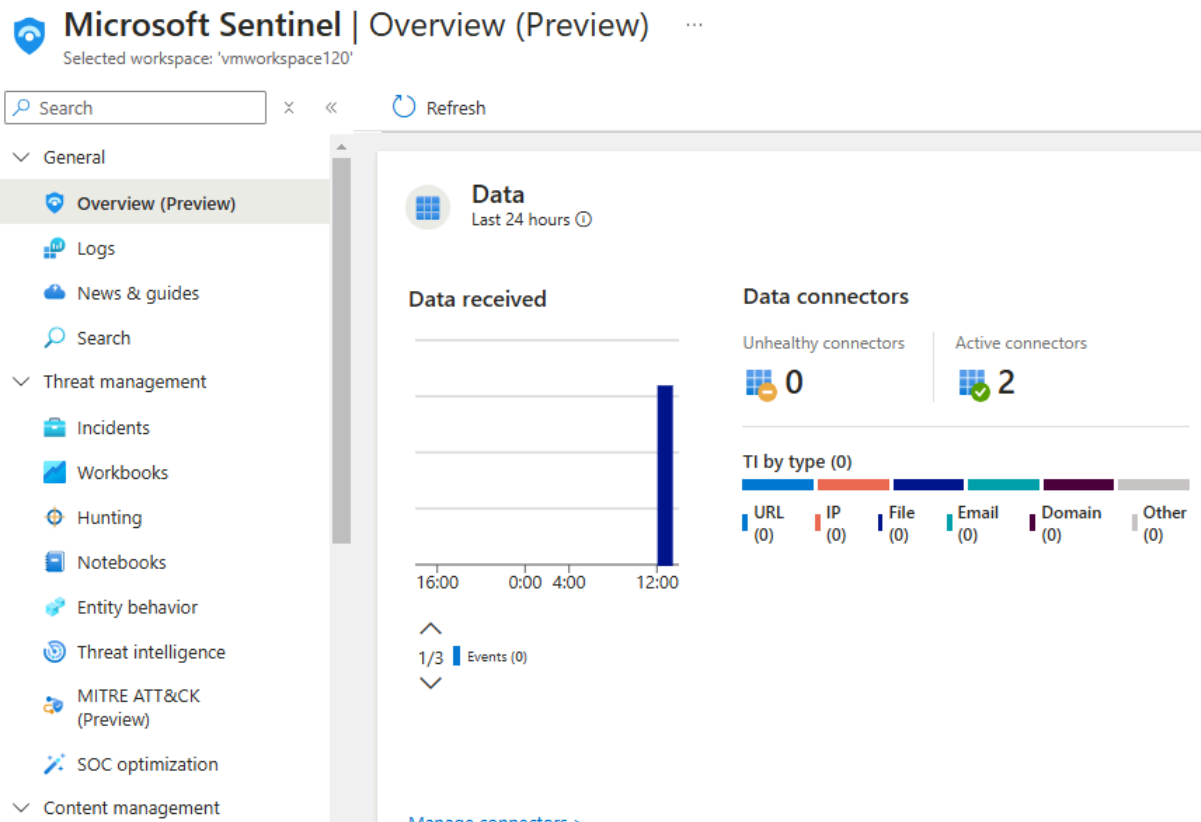 Microsoft Sentinel | Overview (Preview) ...
Selected workspace: 'vmworkspace120'
Search
Refresh
General
Overview (Preview)
Logs
News & guides
Search
Threat management
Incidents
Workbooks
Hunting
Notebooks
Entity behavior
Threat intelligence
MITRE ATT&CK
(Preview)
SOC optimization
Content management
Data
Last 24 hours
Data received
16:00 0:00 4:00 12:00
1/3 Events (0)
Data connectors
Unhealthy connectors
0
Active connectors
2
TI by type (0)
URL (0)
IP (0)
File (0)
Email (0)
Domain (0)
Other (0)
Manage connectors >